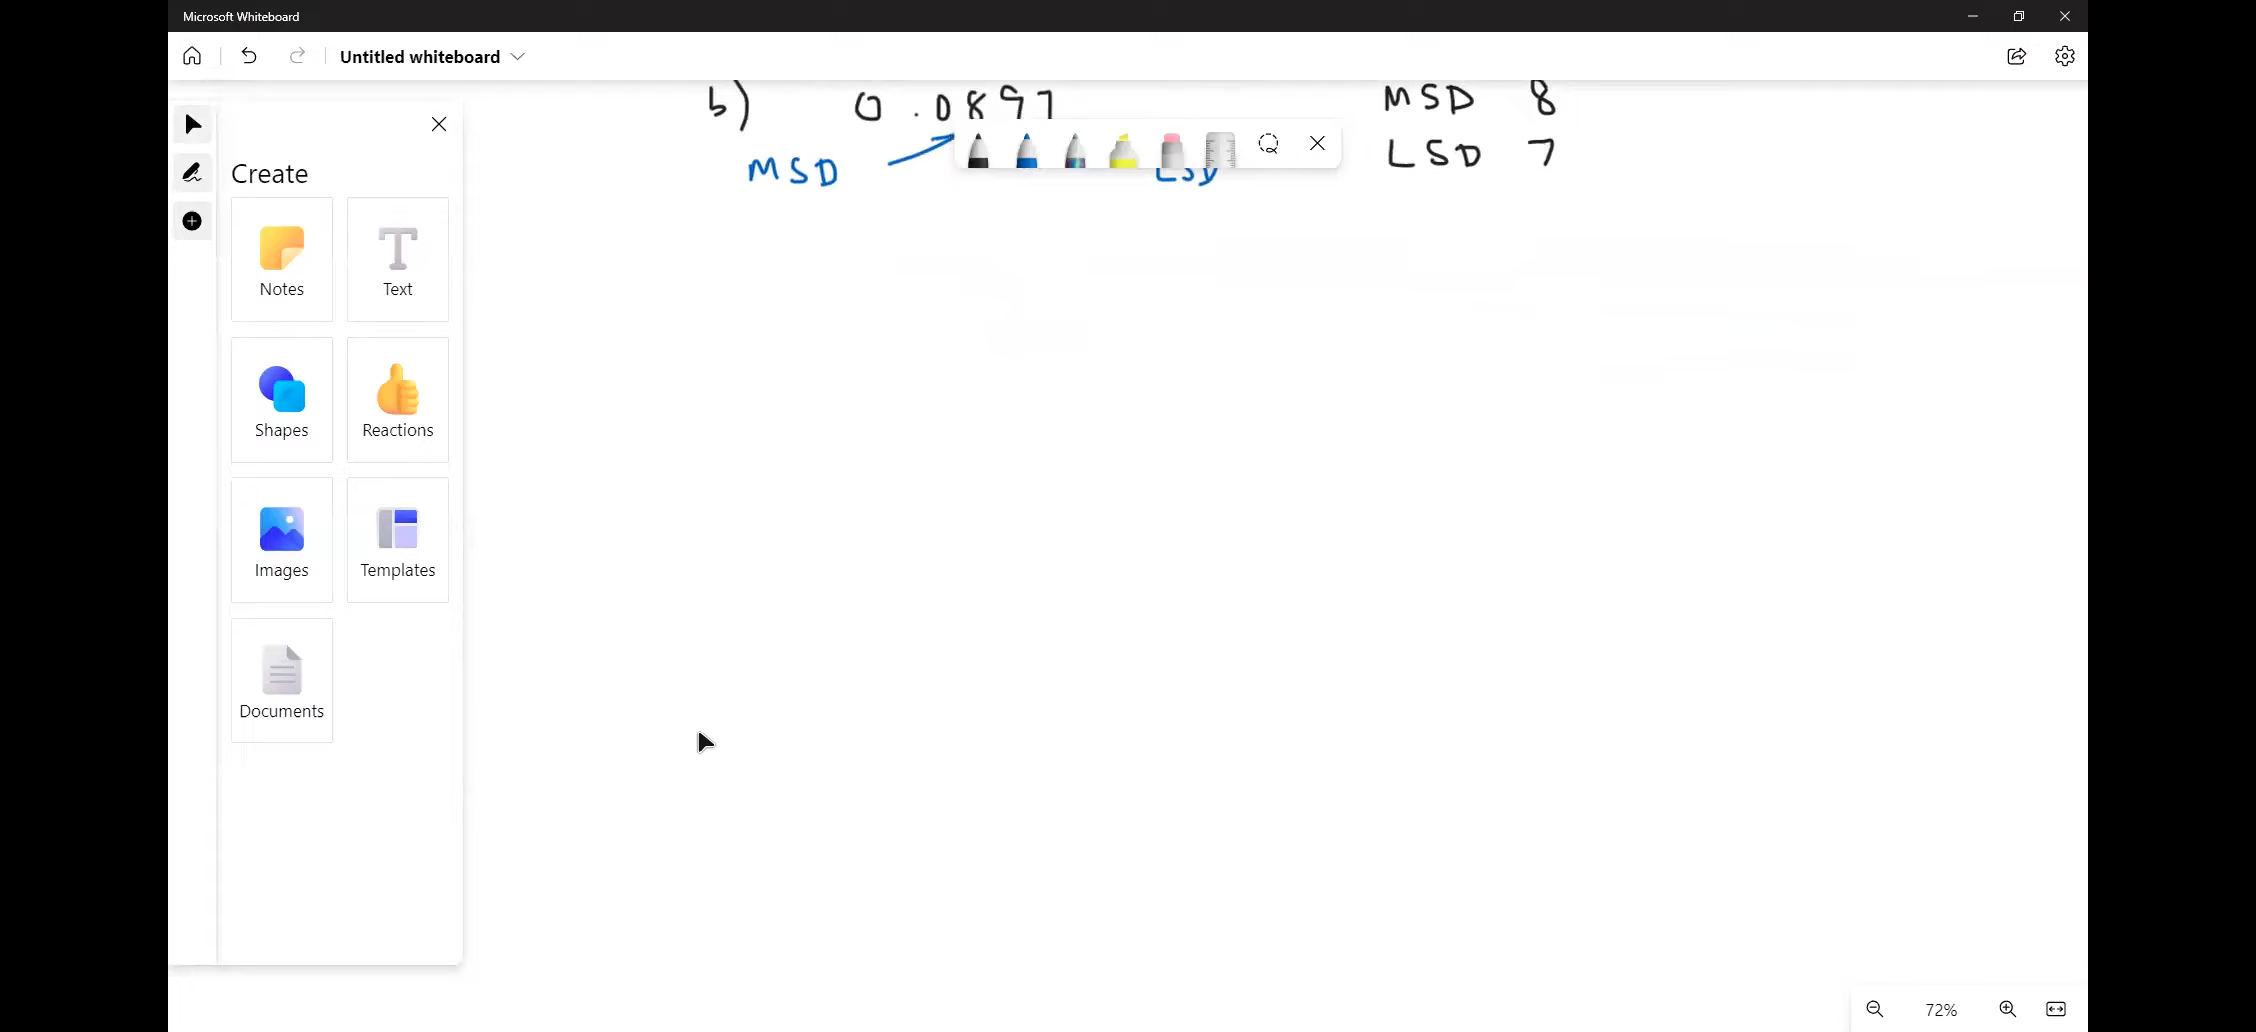 Microsoft Whiteboard
Untitled whiteboard
b) 0.0897
MSD 8
MSD
LSD
LSD 7
Create
Notes
Text
Shapes
Reactions
Images
Templates
Documents
72%